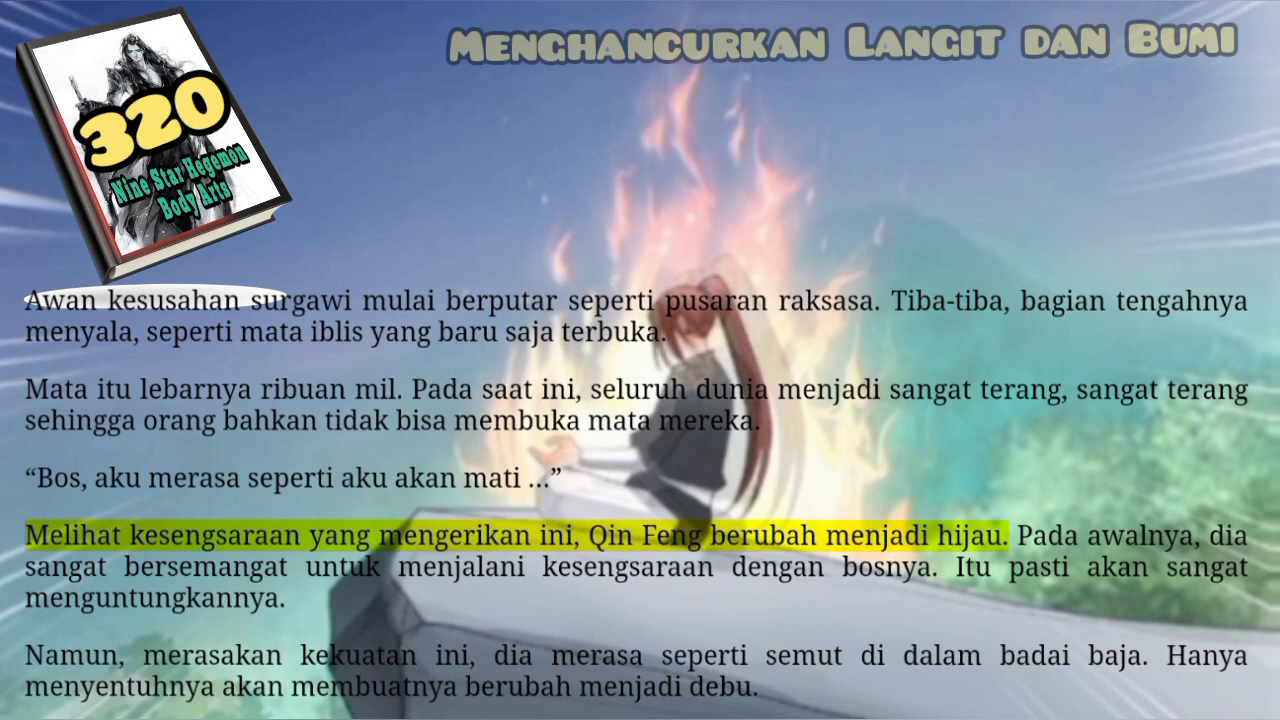 Menghancurkan Langit dan Bumi
320
Nine Star Hegemon
Body Arts
Awan kesusahan surgawi mulai berputar seperti pusaran raksasa. Tiba-tiba, bagian tengahnya
menyala, seperti mata iblis yang baru saja terbuka.
Mata itu lebarnya ribuan mil. Pada saat ini, seluruh dunia menjadi sangat terang, sangat terang
sehingga orang bahkan tidak bisa membuka mata mereka.
“Bos, aku merasa seperti aku akan mati ...”
Melihat kesengsaraan yang mengerikan ini, Qin Feng berubah menjadi hijau. Pada awalnya, dia
sangat bersemangat untuk menjalani kesengsaraan dengan bosnya. Itu pasti akan sangat
menguntungkannya.
Namun, merasakan kekuatan ini, dia merasa seperti semut di dalam badai baja. Hanya
menyentuhnya akan membuatnya berubah menjadi debu.